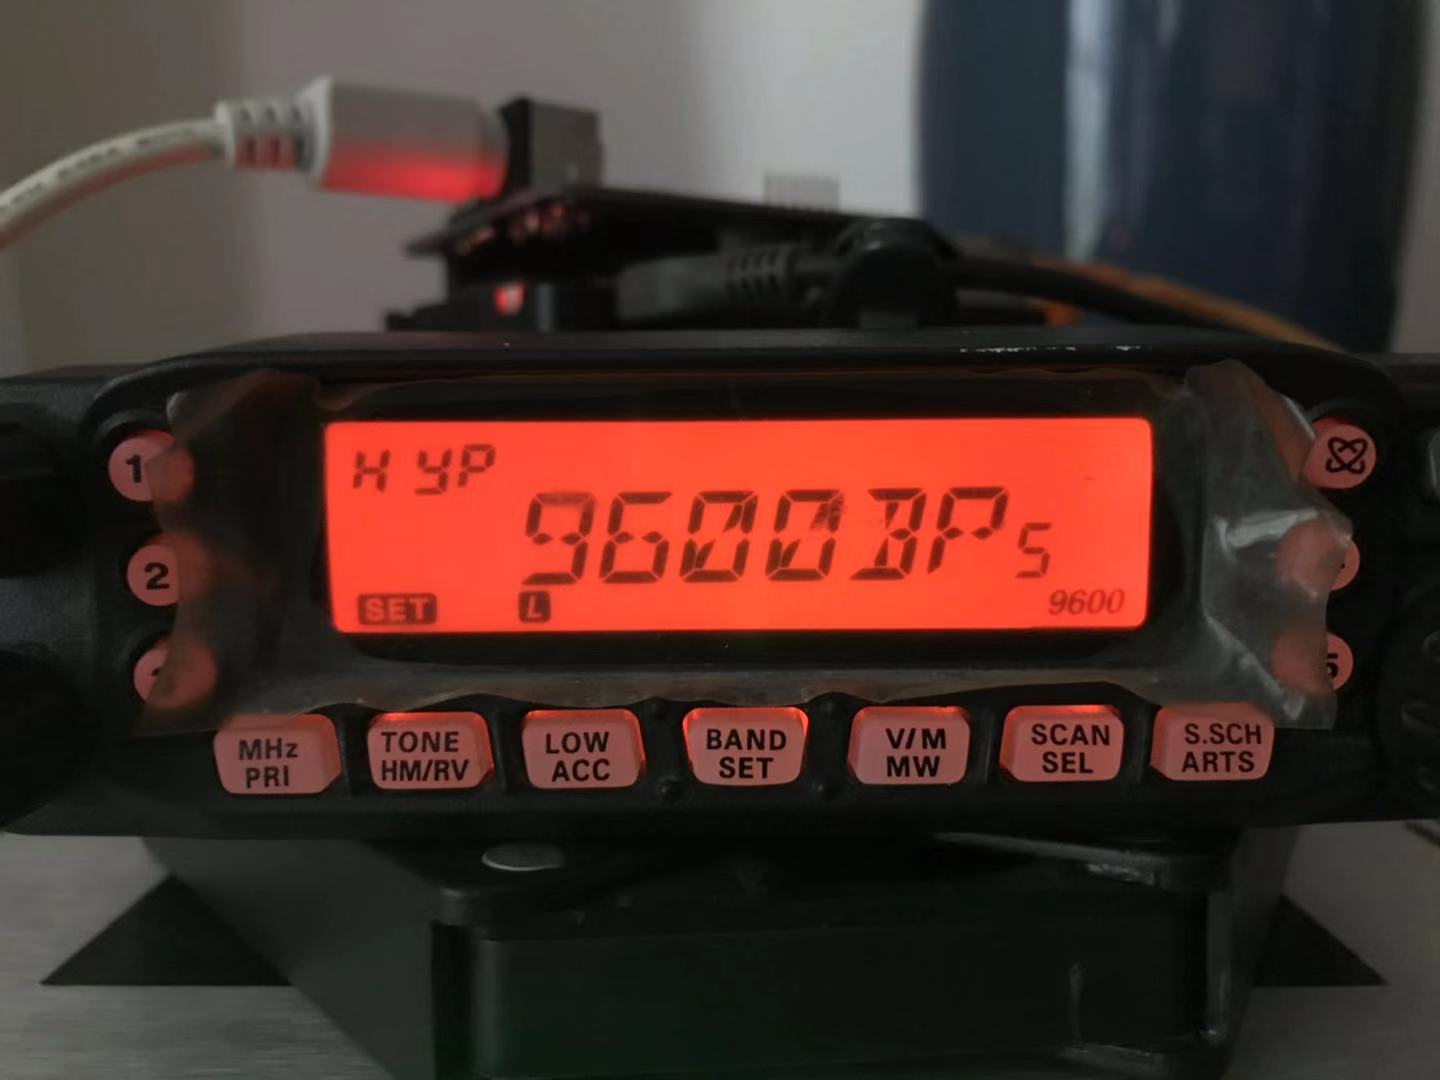 H YP
9600BPS
SET L 9600
1
2
5
MHz
PRI
TONE
HM/RV
LOW
ACC
BAND
SET
V/M
MW
SCAN
SEL
S.SCH
ARTS